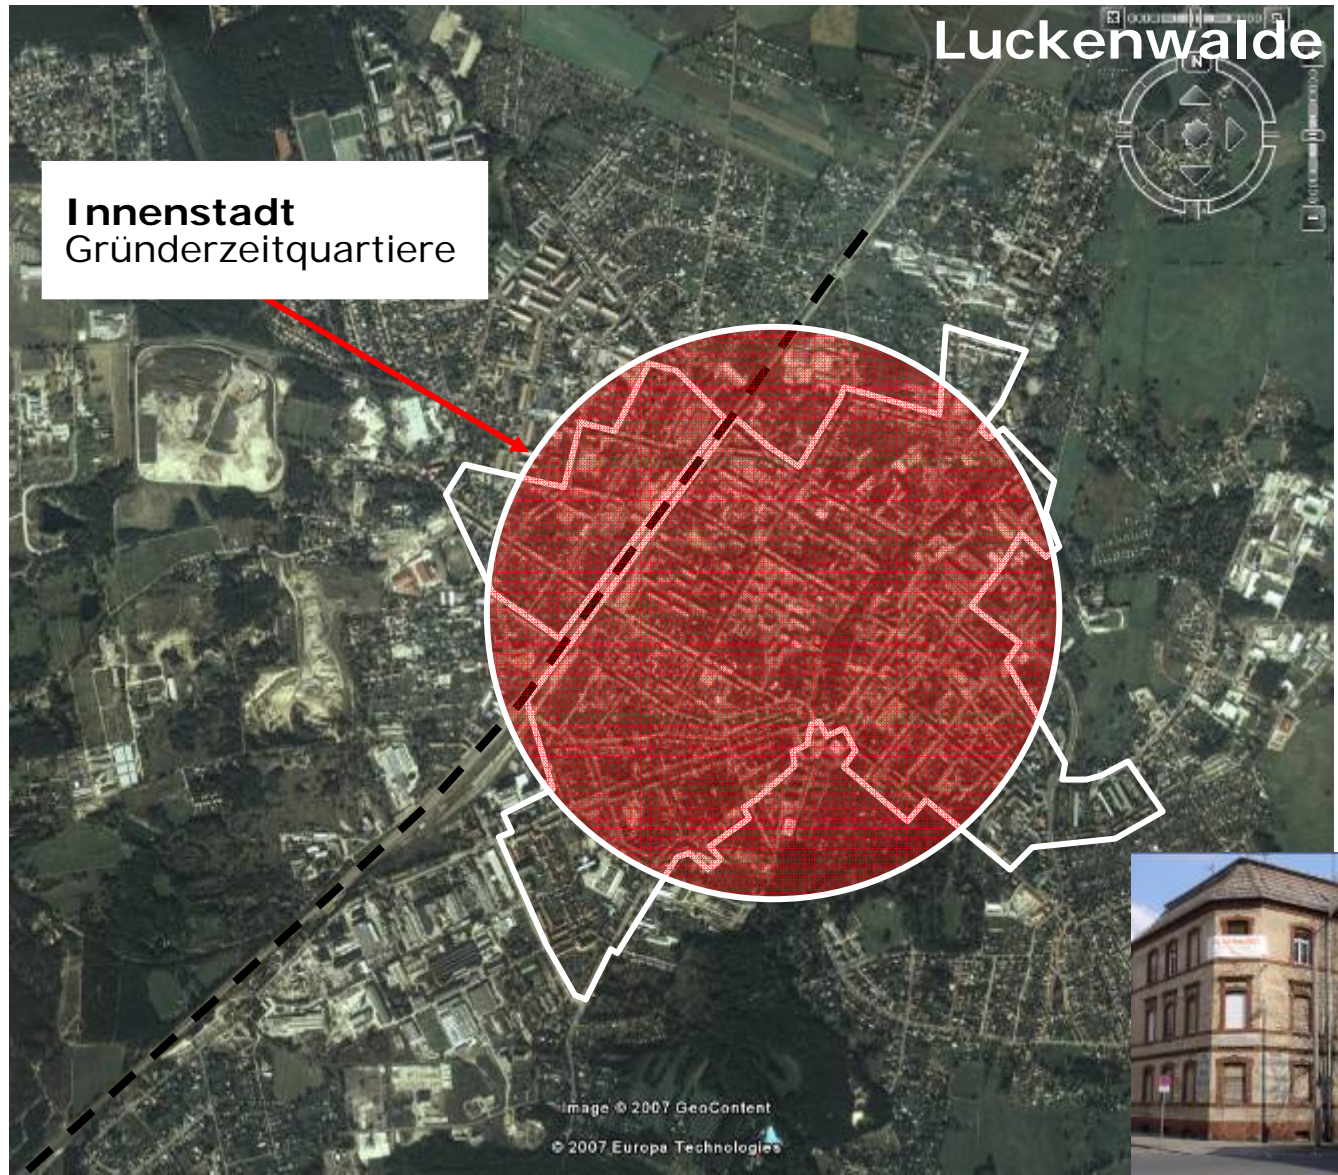 Luckenwalde
N
Innenstadt
Gründerzeitquartiere
Image © 2007 GeoContent
© 2007 Europa Technologies